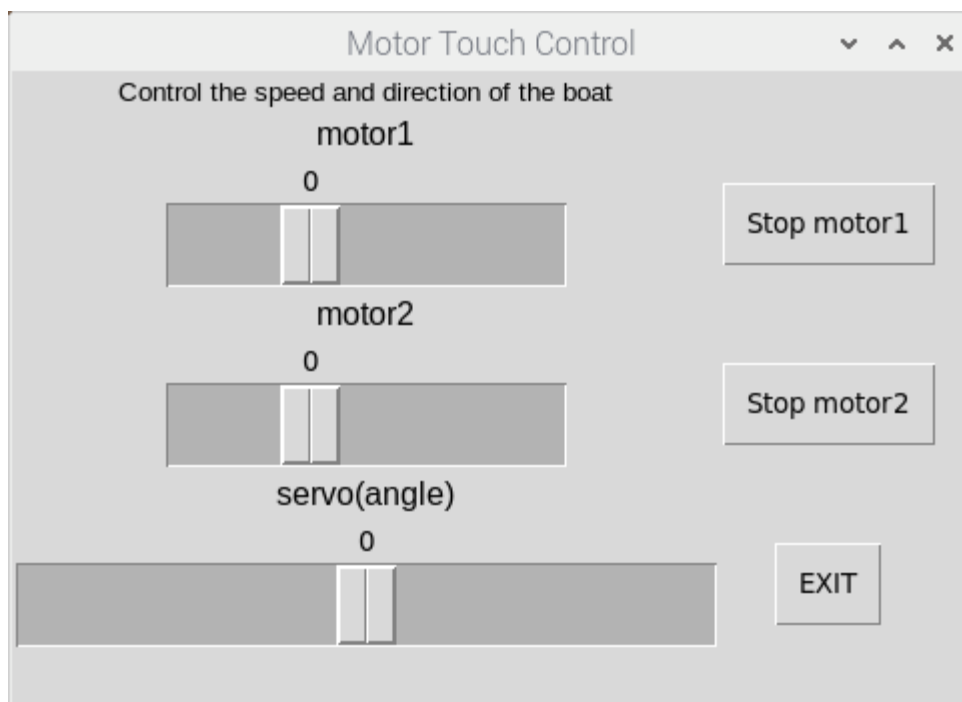 Motor Touch Control
Control the speed and direction of the boat
motor1
0
Stop motor1
motor2
0
Stop motor2
servo(angle)
0
EXIT